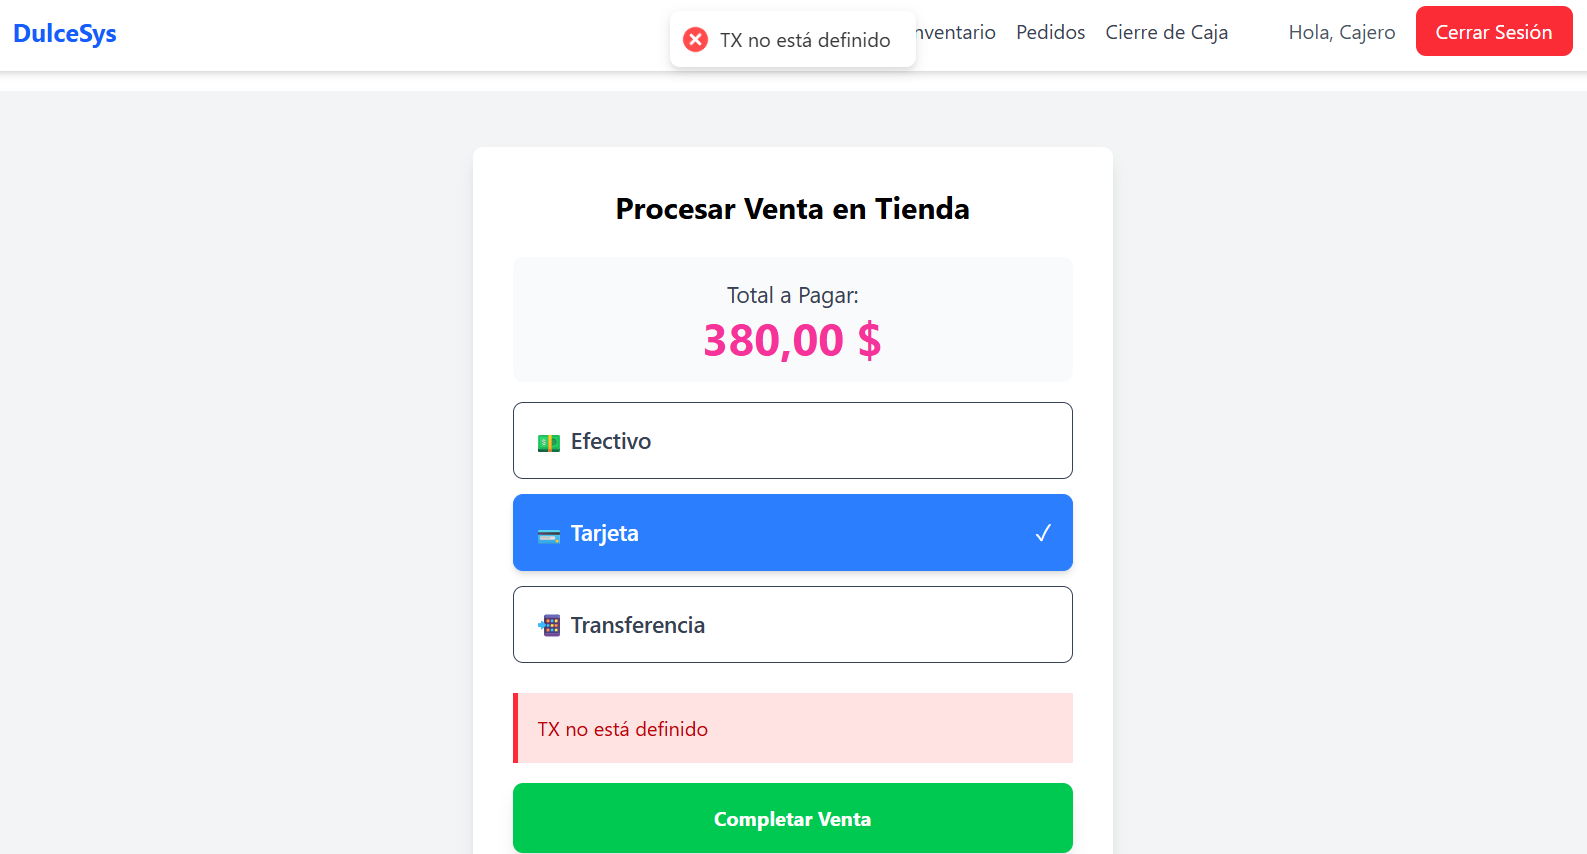 DulceSys
TX no está definido
Pedidos
Cierre de Caja
Hola, Cajero
Cerrar Sesión
Procesar Venta en Tienda
Total a Pagar:
380,00 $
Efectivo
Tarjeta ✓
Transferencia
TX no está definido
Completar Venta